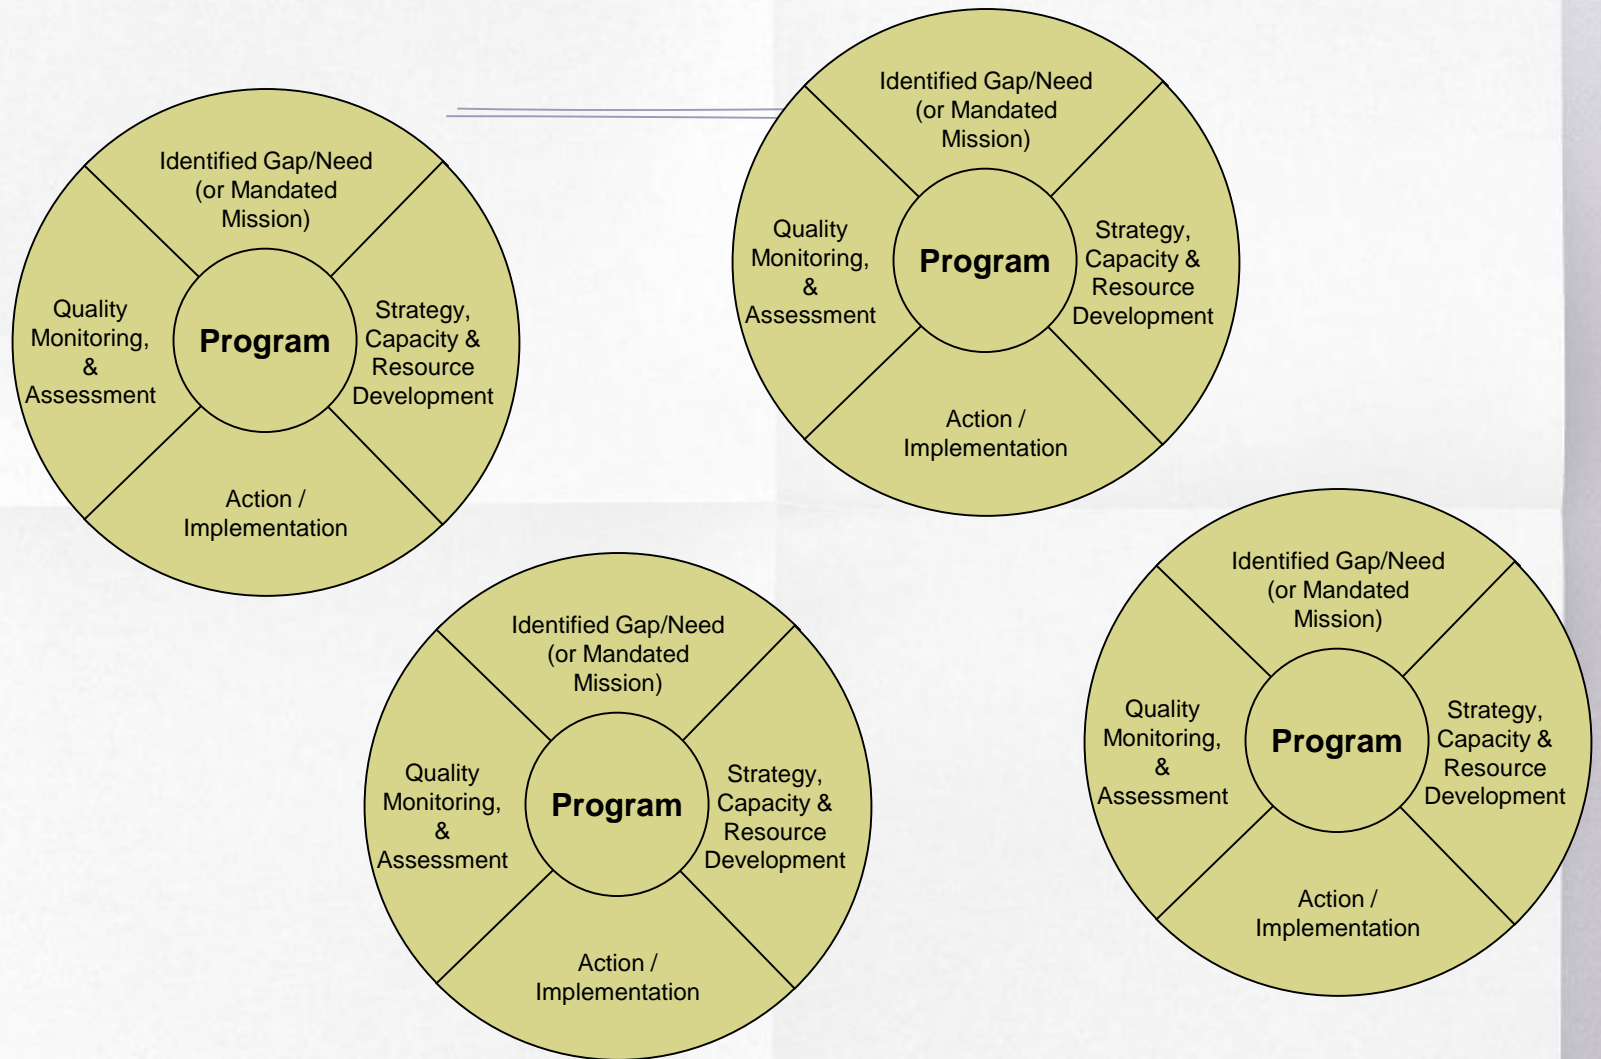 Identified Gap/Need
(or Mandated
Mission)
Quality
Monitoring,
&
Assessment
Program
Strategy,
Capacity &
Resource
Development
Action /
Implementation
Identified Gap/Need
(or Mandated
Mission)
Quality
Monitoring,
&
Assessment
Program
Strategy,
Capacity &
Resource
Development
Action /
Implementation
Identified Gap/Need
(or Mandated
Mission)
Quality
Monitoring,
&
Assessment
Program
Strategy,
Capacity &
Resource
Development
Action /
Implementation
Identified Gap/Need
(or Mandated
Mission)
Quality
Monitoring,
&
Assessment
Program
Strategy,
Capacity &
Resource
Development
Action /
Implementation